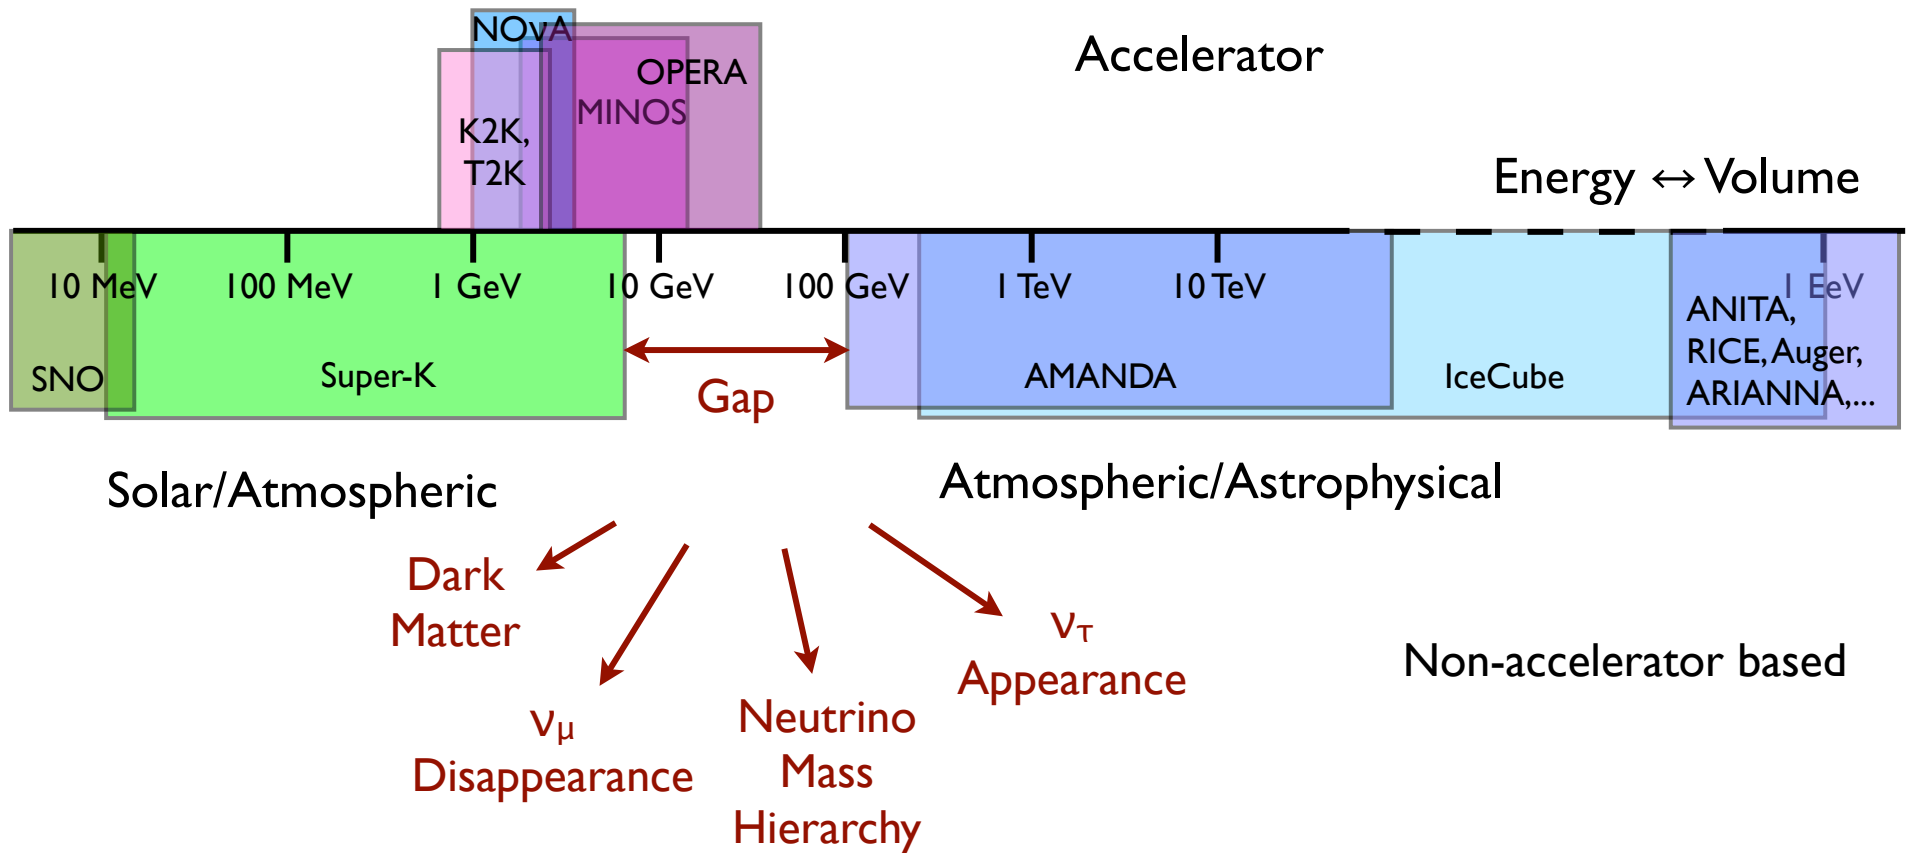 NOνA
Accelerator
OPERA
MINOS
K2K,
T2K
Energy ↔ Volume
10 MeV
100 MeV
1 GeV
10 GeV
100 GeV
1 TeV
10 TeV
1 EeV
SNO
Super-K
Gap
AMANDA
IceCube
ANITA,
RICE, Auger,
ARIANNA,...
Solar/Atmospheric
Atmospheric/Astrophysical
Dark
Matter
νμ
Disappearance
Neutrino
Mass
Hierarchy
ντ
Appearance
Non-accelerator based